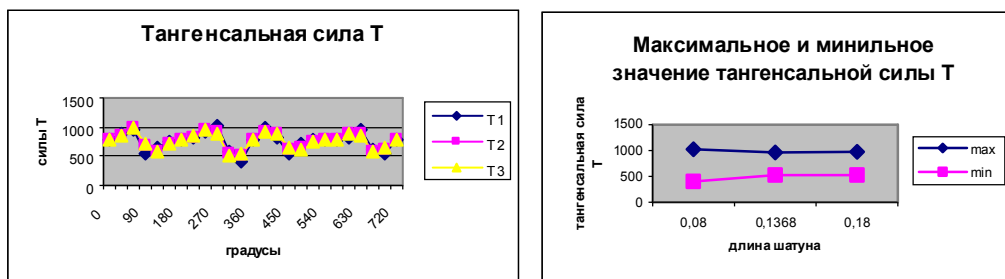 Тангенсальная сила Т
силы Т
1500
1000
500
0
0
90
180
270
360
450
540
630
720
градусы
T1
T2
T3
Максимальное и минильное
значение тангенсальной силы Т
тангенсальная сила
Т
1500
1000
500
0
0,08
0,1368
0,18
длина шатуна
max
min